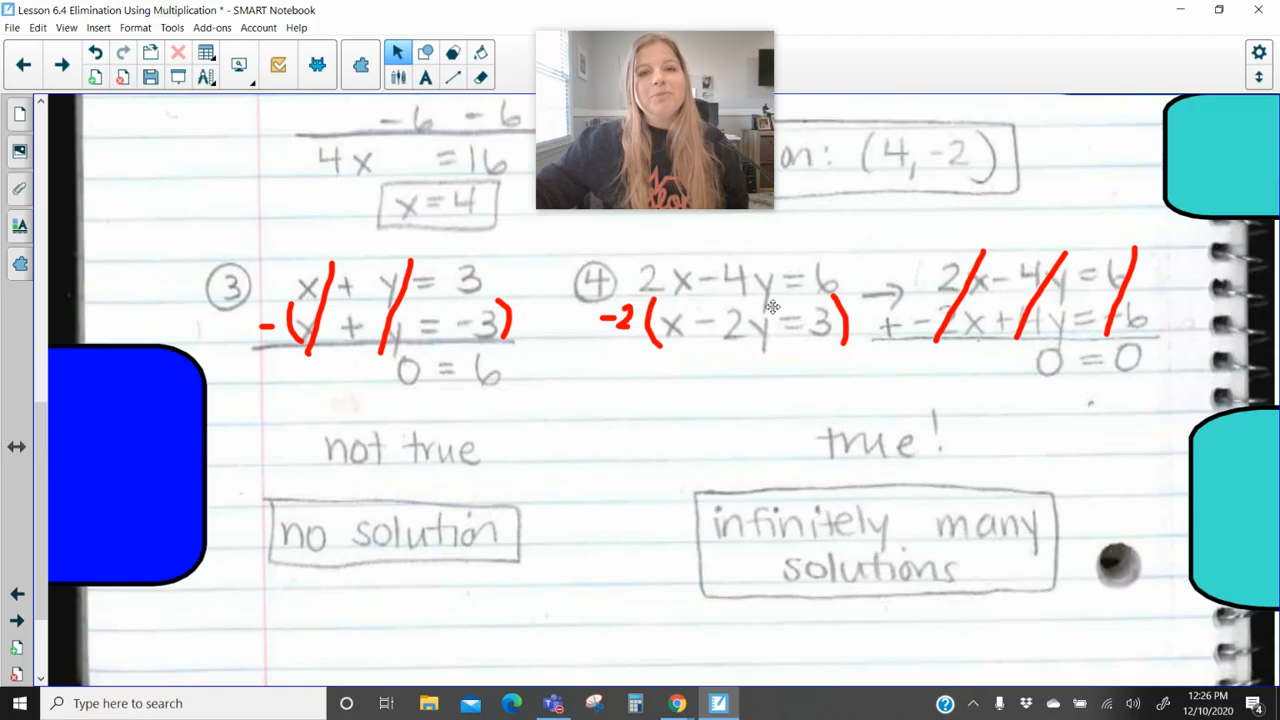 Lesson 6.4 Elimination Using Multiplication * - SMART Notebook
File Edit View Insert Format Tools Add-ons Account Help
-6 -6
4x = 16
x = 4
on: (4, -2)
③ x + y = 3
-(x + y = -3)
0 = 6
not true
no solution
④ 2x - 4y = 6 → 2x - 4y = 6
-2(x - 2y = 3) + -2x + 4y = -6
0 = 0
true!
infinitely many
solutions
Type here to search
12:26 PM
12/10/2020
4